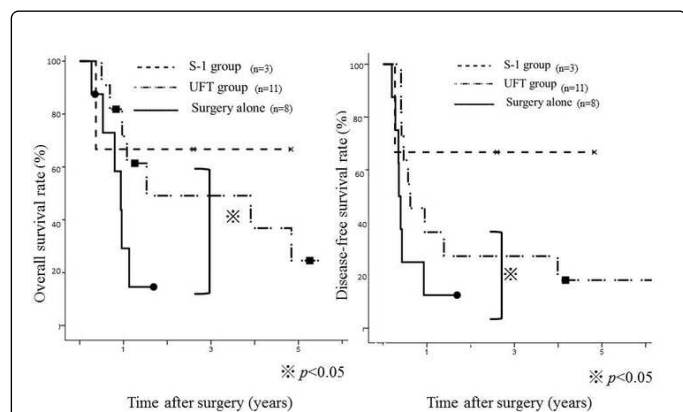 S-1 group (n=3)
UFT group (n=11)
Surgery alone (n=8)
100
80
60
40
20
Overall survival rate (%)
※
1
3
5
※ p<0.05
Time after surgery (years)
S-1 group (n=3)
UFT group (n=11)
Surgery alone (n=8)
100
80
60
40
20
Disease-free survival rate (%)
※
1
3
5
※ p<0.05
Time after surgery (years)